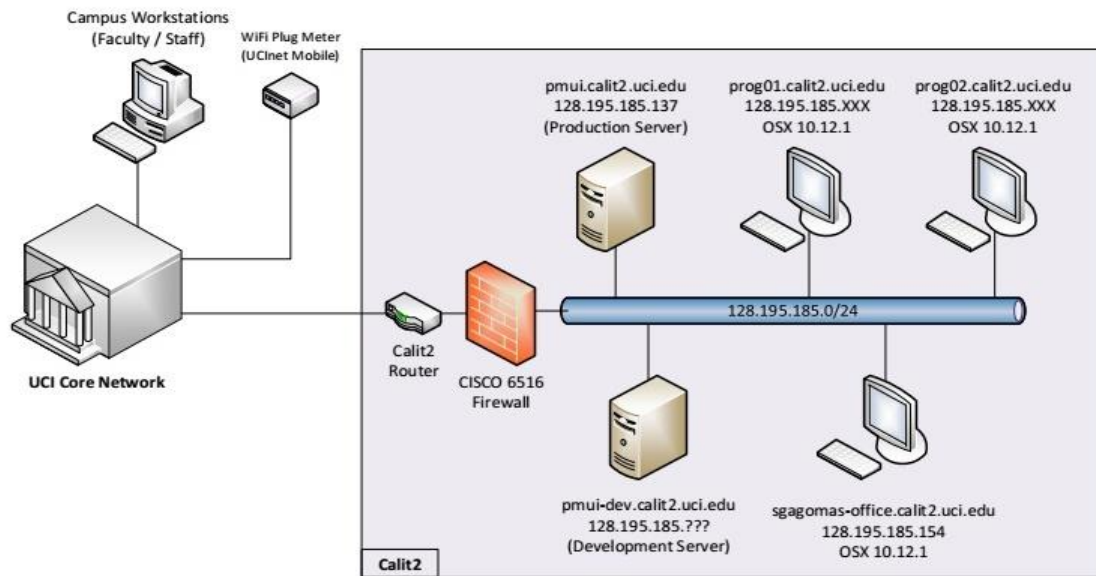 Campus Workstations
(Faculty / Staff)
WiFi Plug Meter
(UCInet Mobile)
pmui.calit2.uci.edu
128.195.185.137
(Production Server)
prog01.calit2.uci.edu
128.195.185.XXX
OSX 10.12.1
prog02.calit2.uci.edu
128.195.185.XXX
OSX 10.12.1
128.195.185.0/24
UCI Core Network
Calit2
Router
CISCO 6516
Firewall
pmui-dev.calit2.uci.edu
128.195.185.???
(Development Server)
sgagomas-office.calit2.uci.edu
128.195.185.154
OSX 10.12.1
Calit2